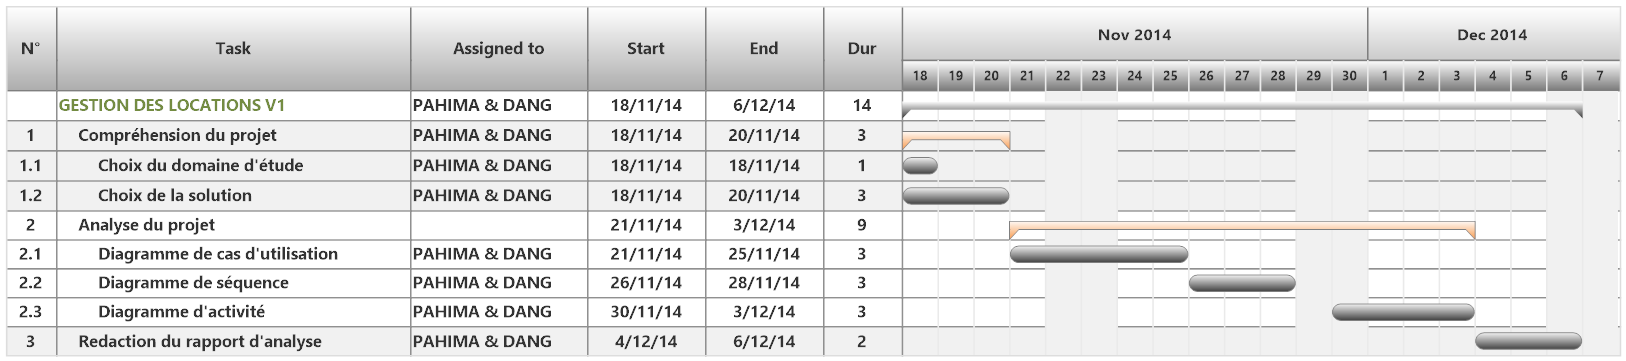 N° Task Assigned to Start End Dur Nov 2014 Dec 2014
18 19 20 21 22 23 24 25 26 27 28 29 30 1 2 3 4 5 6 7
GESTION DES LOCATIONS V1 PAHIMA & DANG 18/11/14 6/12/14 14
1 Compréhension du projet PAHIMA & DANG 18/11/14 20/11/14 3
1.1 Choix du domaine d'étude PAHIMA & DANG 18/11/14 18/11/14 1
1.2 Choix de la solution PAHIMA & DANG 18/11/14 20/11/14 3
2 Analyse du projet 21/11/14 3/12/14 9
2.1 Diagramme de cas d'utilisation PAHIMA & DANG 21/11/14 25/11/14 3
2.2 Diagramme de séquence PAHIMA & DANG 26/11/14 28/11/14 3
2.3 Diagramme d'activité PAHIMA & DANG 30/11/14 3/12/14 3
3 Redaction du rapport d'analyse PAHIMA & DANG 4/12/14 6/12/14 2